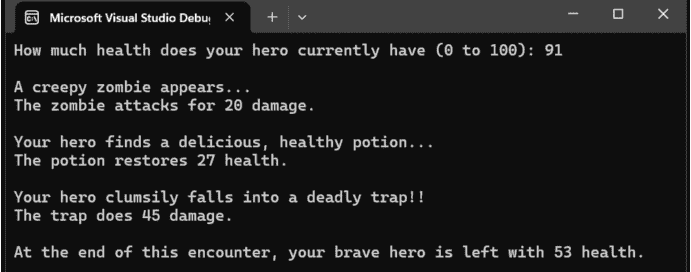 Microsoft Visual Studio Debu
How much health does your hero currently have (0 to 100): 91
A creepy zombie appears...
The zombie attacks for 20 damage.
Your hero finds a delicious, healthy potion...
The potion restores 27 health.
Your hero clumsily falls into a deadly trap!!
The trap does 45 damage.
At the end of this encounter, your brave hero is left with 53 health.